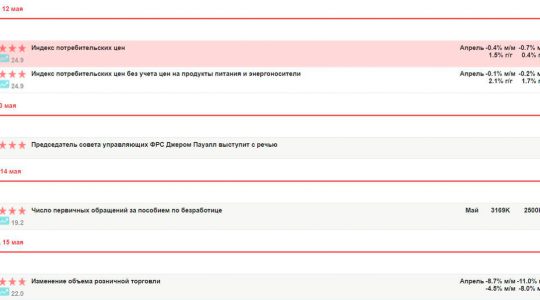 12 мая
Индекс потребительских цен Апрель -0.4% м/м -0.7% м
24.9 1.5% г/г 0.4% г
Индекс потребительских цен без учета цен на продукты питания и энергоносители Апрель -0.1% м/м -0.2% м
24.9 2.1% г/г 1.7% г
3 мая
Председатель совета управляющих ФРС Джером Пауэлл выступит с речью
14 мая
Число первичных обращений за пособием по безработице Май 3169K 2500K
19.2
15 мая
Изменение объема розничной торговли Апрель -8.7% м/м -11.0% м
22.0 -4.5% м/м -8.0% м